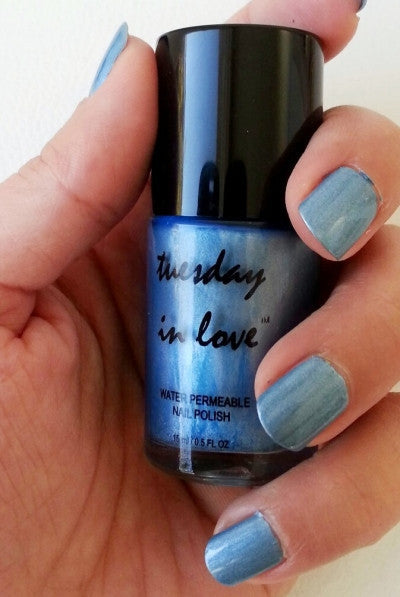 tuesday
in love™
WATER PERMEABLE
NAIL POLISH
15 ml / 0.5 FL OZ